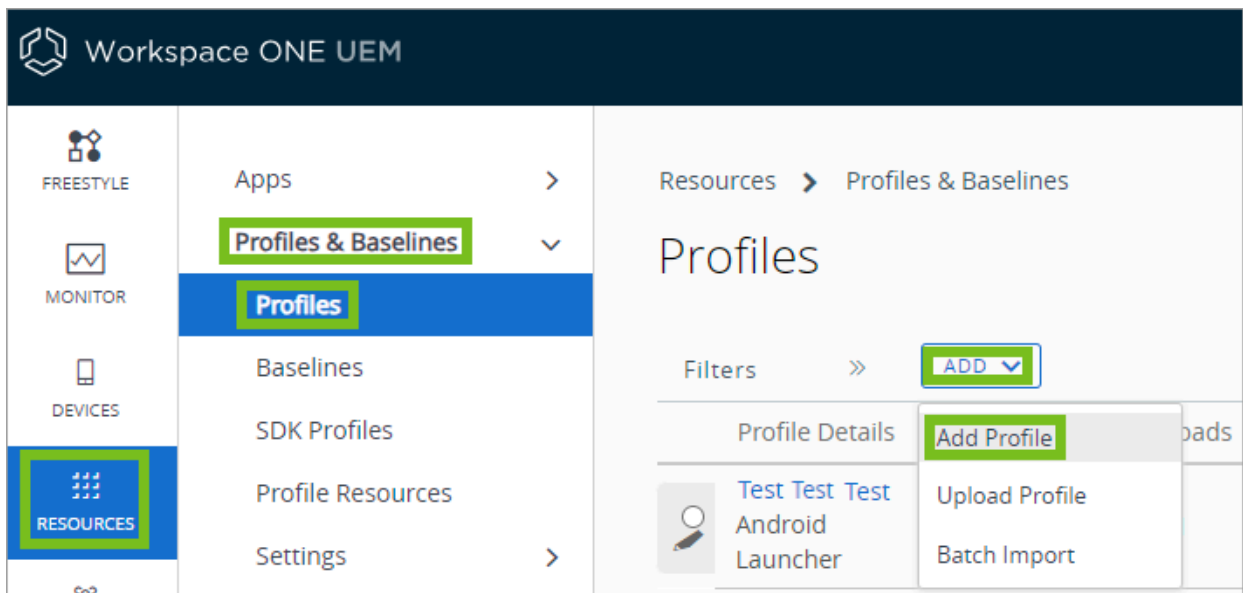 Workspace ONE UEM
FREESTYLE
MONITOR
DEVICES
RESOURCES
Apps
Profiles & Baselines
Profiles
Baselines
SDK Profiles
Profile Resources
Settings
Resources > Profiles & Baselines
Profiles
Filters » ADD
Profile Details
Add Profile
Upload Profile
Batch Import
Test Test Test
Android
Launcher